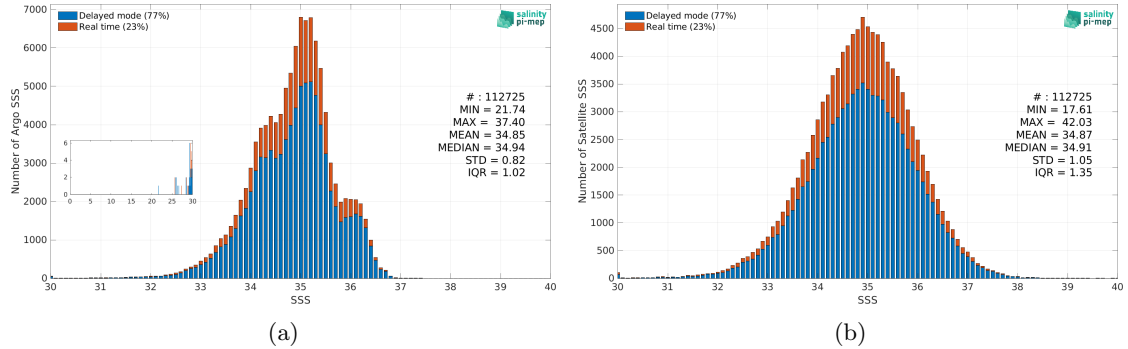 Delayed mode (77%)
Real time (23%)
salinity
pi-mep
7000
6000
5000
4000
3000
2000
1000
0
Number of Argo SSS
# : 112725
MIN = 21.74
MAX = 37.40
MEAN = 34.85
MEDIAN = 34.94
STD = 0.82
IQR = 1.02
6
4
2
0
0 5 10 15 20 25 30
30 31 32 33 34 35 36 37 38 39 40
SSS
(a)
Delayed mode (77%)
Real time (23%)
salinity
pi-mep
4500
4000
3500
3000
2500
2000
1500
1000
500
0
Number of Satellite SSS
# : 112725
MIN = 17.61
MAX = 42.03
MEAN = 34.87
MEDIAN = 34.91
STD = 1.05
IQR = 1.35
30 31 32 33 34 35 36 37 38 39 40
SSS
(b)